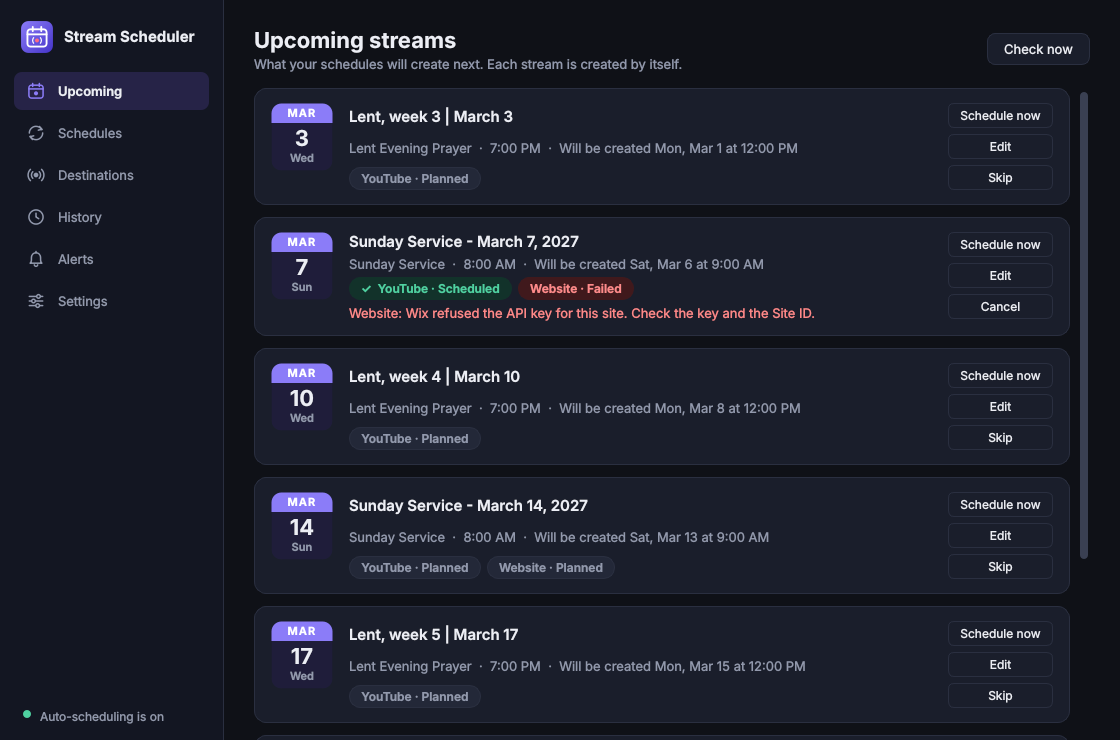 Stream Scheduler
Upcoming
Schedules
Destinations
History
Alerts
Settings
Auto-scheduling is on
Upcoming streams
What your schedules will create next. Each stream is created by itself.
Check now
MAR
3
Wed
Lent, week 3 | March 3
Lent Evening Prayer · 7:00 PM · Will be created Mon, Mar 1 at 12:00 PM
YouTube · Planned
Schedule now
Edit
Skip
MAR
7
Sun
Sunday Service - March 7, 2027
Sunday Service · 8:00 AM · Will be created Sat, Mar 6 at 9:00 AM
✓ YouTube · Scheduled Website · Failed
Website: Wix refused the API key for this site. Check the key and the Site ID.
Schedule now
Edit
Cancel
MAR
10
Wed
Lent, week 4 | March 10
Lent Evening Prayer · 7:00 PM · Will be created Mon, Mar 8 at 12:00 PM
YouTube · Planned
Schedule now
Edit
Skip
MAR
14
Sun
Sunday Service - March 14, 2027
Sunday Service · 8:00 AM · Will be created Sat, Mar 13 at 9:00 AM
YouTube · Planned Website · Planned
Schedule now
Edit
Skip
MAR
17
Wed
Lent, week 5 | March 17
Lent Evening Prayer · 7:00 PM · Will be created Mon, Mar 15 at 12:00 PM
YouTube · Planned
Schedule now
Edit
Skip